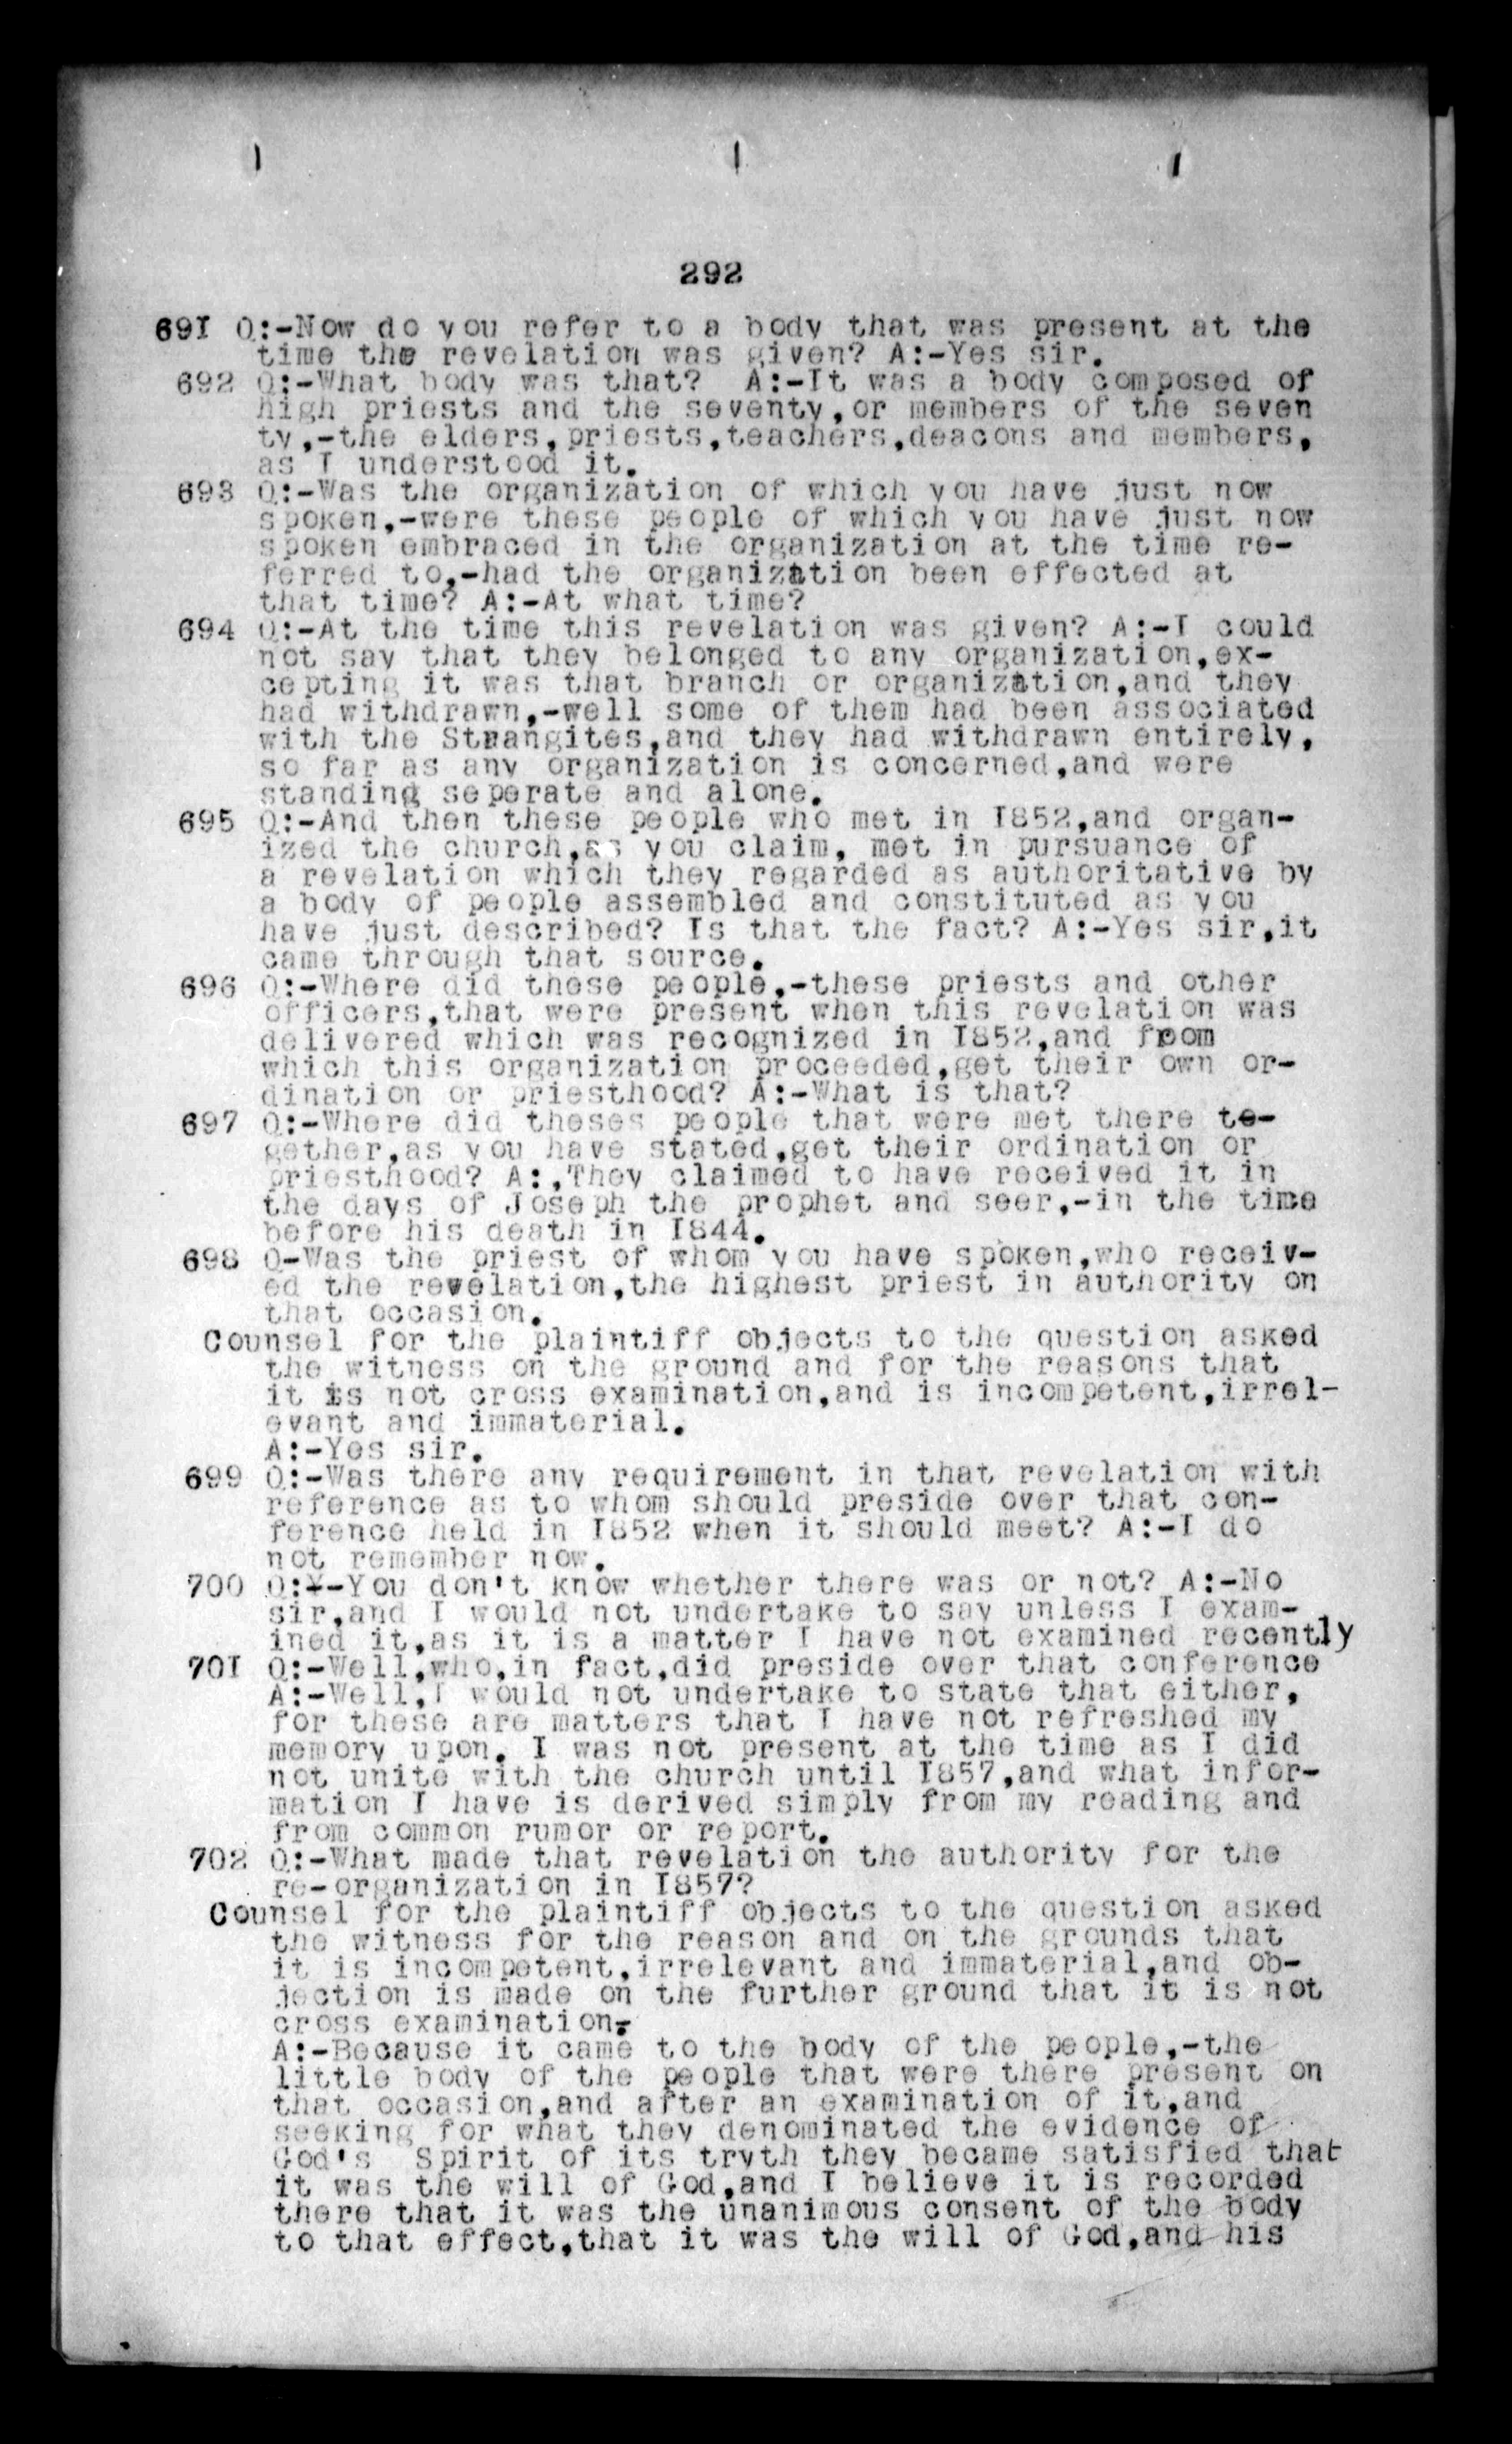 292
691 Q:-Now do you refer to a body that was present at the
time the revelation was given? A:-Yes sir.
692 Q:-What body was that?  A:-It was a body composed of
high priests and the seventy,or members of the seven
ty,-the elders,priests,teachers,deacons and members,
as I understood it.
693 Q:-Was the organization of which you have just now
spoken,-were these people of which you have just now
spoken embraced in the organization at the time re-
ferred to,-had the organization been effected at
that time? A:-At what time?
694 Q:-At the time this revelation was given? A:-I could
not say that they belonged to any organization,ex-
cepting it was that branch or organization,and they
had withdrawn,-well some of them had been associated
with the Strangites,and they had withdrawn entirely,
so far as any organization is concerned,and were
standing seperate and alone.
695 Q:-And then these people who met in I852,and organ-
ized the church,as you claim, met in pursuance of
a revelation which they regarded as authoritative by
a body of people assembled and constituted as you
have just described? Is that the fact? A:-Yes sir,it
came through that source.
696 Q:-Where did these people,-these priests and other
officers,that were present when this revelation was
delivered which was recognized in I852,and from
which this organization proceeded,get their own or-
dination or priesthood? A:-What is that?
697 Q:-Where did theses people that were met there to-
gether,as you have stated,get their ordination or
priesthood? A:,They claimed to have received it in
the days of Joseph the prophet and seer,-in the time
before his death in I844.
698 Q-Was the priest of whom you have spoken,who receiv-
ed the revelation,the highest priest in authority on
that occasion.
Counsel for the plaintiff objects to the question asked
the witness on the ground and for the reasons that
it is not cross examination,and is incompetent,irrel-
evant and immaterial.
A:-Yes sir.
699 Q:-Was there any requirement in that revelation with
reference as to whom should preside over that con-
ference held in I852 when it should meet? A:-I do
not remember now.
700 Q:Y-You don't know whether there was or not? A:-No
sir,and I would not undertake to say unless I exam-
ined it,as it is a matter I have not examined recently
70I Q:-Well,who,in fact,did preside over that conference
A:-Well,I would not undertake to state that either,
for these are matters that I have not refreshed my
memory upon. I was not present at the time as I did
not unite with the church until I857,and what infor-
mation I have is derived simply from my reading and
from common rumor or report.
702 Q:-What made that revelation the authority for the
re-organization in I857?
Counsel for the plaintiff objects to the question asked
the witness for the reason and on the grounds that
it is incompetent,irrelevant and immaterial,and ob-
jection is made on the further ground that it is not
cross examination.
A:-Because it came to the body of the people,-the
little body of the people that were there present on
that occasion,and after an examination of it,and
seeking for what they denominated the evidence of
God's  Spirit of its tryth they became satisfied that
it was the will of God,and I believe it is recorded
there that it was the unanimous consent of the body
to that effect,that it was the will of God,and his